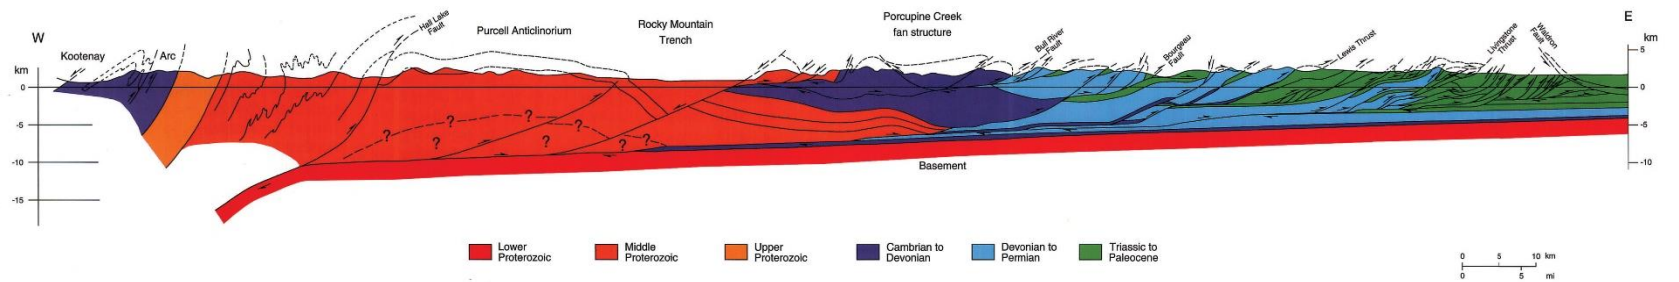 W
E
Kootenay Arc
Hall Lake
Fault
Purcell Anticlinorium
Rocky Mountain
Trench
Porcupine Creek
fan structure
Bull River
Fault
Bourgeau
Fault
Lewis Thrust
Livingstone
Thrust
Waldron
Fault
km
0
-5
-10
-15
km
5
0
-5
-10
? ? ? ? ? ? ? ?
Basement
Lower
Proterozoic
Middle
Proterozoic
Upper
Proterozoic
Cambrian to
Devonian
Devonian to
Permian
Triassic to
Paleocene
0 5 10 km
0 5 mi